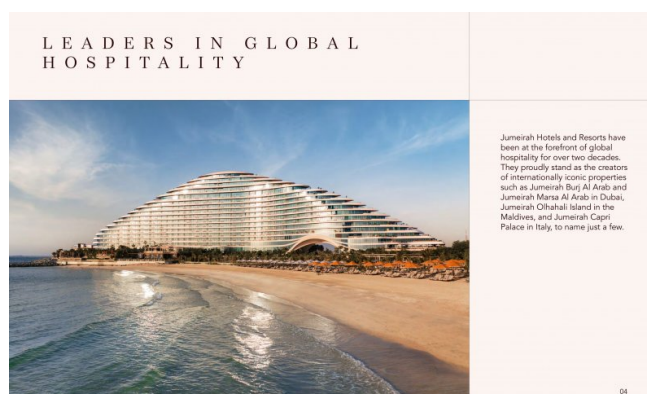 LEADERS IN GLOBAL
HOSPITALITY
Jumeirah Hotels and Resorts have
been at the forefront of global
hospitality for over two decades.
They proudly stand as the creators
of internationally iconic properties
such as Jumeirah Burj Al Arab and
Jumeirah Marsa Al Arab in Dubai,
Jumeirah Olhahali Island in the
Maldives, and Jumeirah Capri
Palace in Italy, to name just a few.
04